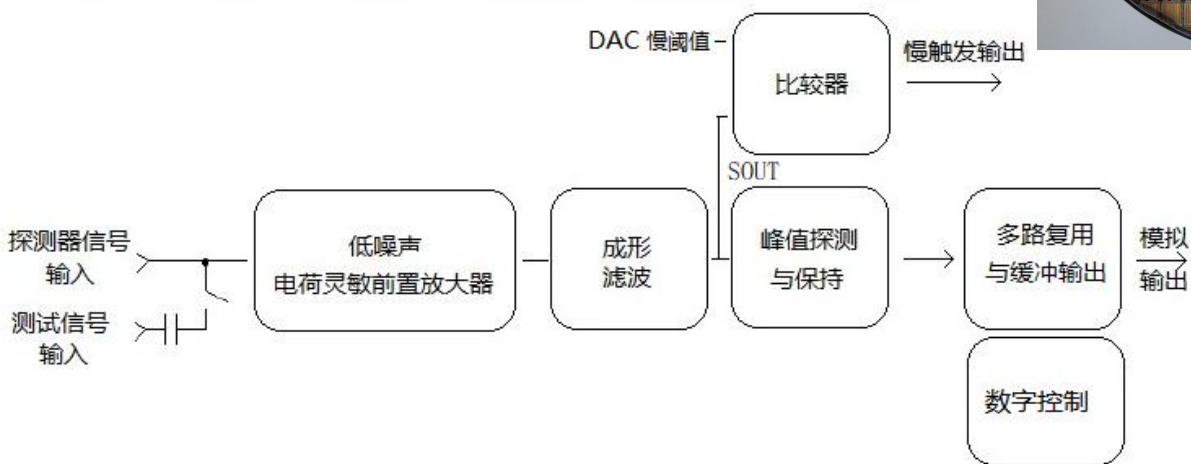 DAC 慢阈值
比较器
慢触发输出
SOUT
探测器信号
输入
测试信号
输入
低噪声
电荷灵敏前置放大器
成形
滤波
峰值探测
与保持
多路复用
与缓冲输出
模拟
输出
数字控制